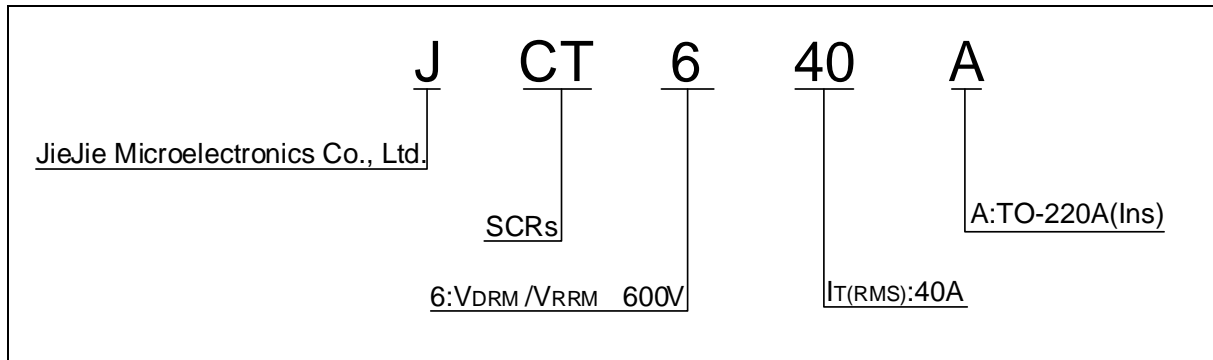 J CT 6 40 A
JieJie Microelectronics Co., Ltd.
SCRs
A:TO-220A(Ins)
6:VDRM/VRRM 600V
IT(RMS):40A